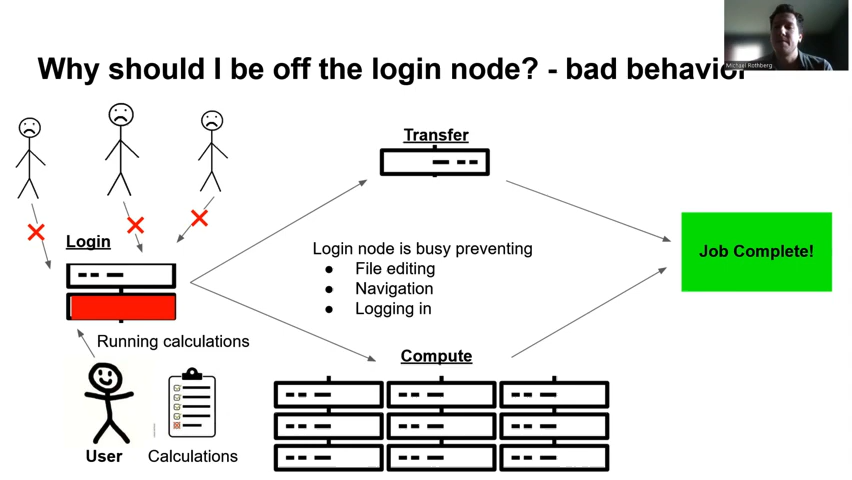 Why should I be off the login node? - bad behavior
Michael Rothberg
Transfer
Login
Login node is busy preventing
● File editing
● Navigation
● Logging in
Job Complete!
Running calculations
Compute
User
Calculations